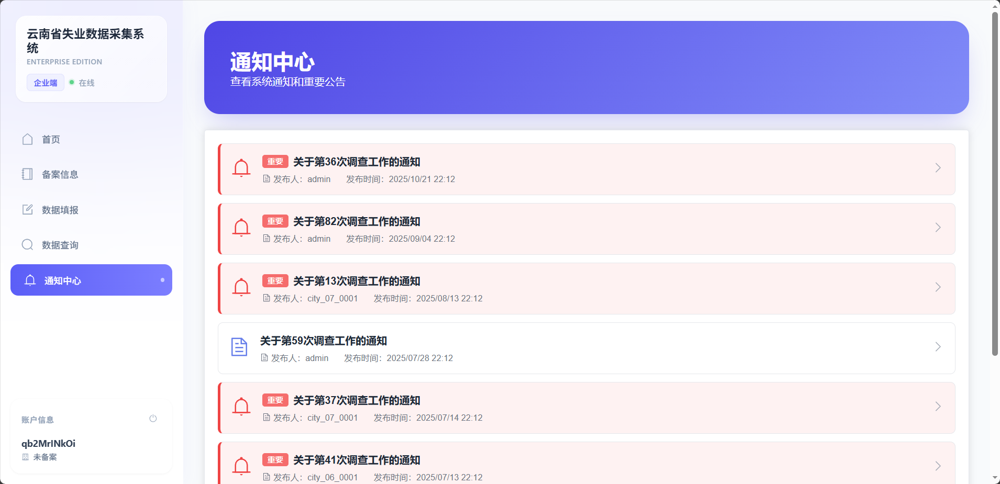 云南省失业数据采集系
统
ENTERPRISE EDITION
企业端 在线
首页
备案信息
数据填报
数据查询
通知中心
账户信息
qb2MrINkOi
未备案
通知中心
查看系统通知和重要公告
重要 关于第36次调查工作的通知
发布人：admin 发布时间：2025/10/21 22:12
重要 关于第82次调查工作的通知
发布人：admin 发布时间：2025/09/04 22:12
重要 关于第13次调查工作的通知
发布人：city_07_0001 发布时间：2025/08/13 22:12
关于第59次调查工作的通知
发布人：admin 发布时间：2025/07/28 22:12
重要 关于第37次调查工作的通知
发布人：city_07_0001 发布时间：2025/07/14 22:12
重要 关于第41次调查工作的通知
发布人：city_06_0001 发布时间：2025/07/13 22:12